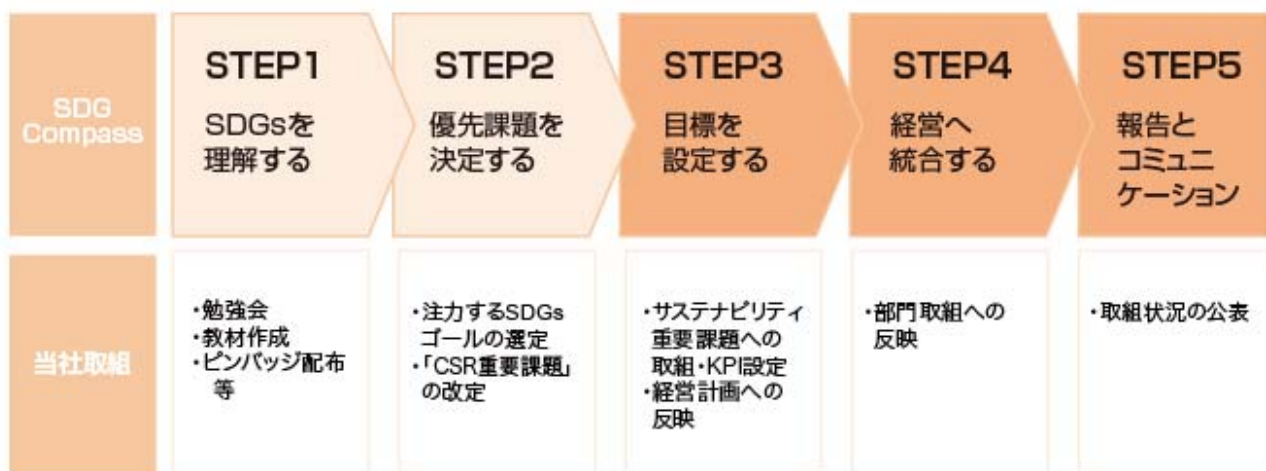 SDG
Compass
STEP1
SDGsを
理解する
STEP2
優先課題を
決定する
STEP3
目標を
設定する
STEP4
経営へ
統合する
STEP5
報告と
コミュニ
ケーション
当社取組
・勉強会
・教材作成
・ピンバッジ配布
等
・注力するSDGs
ゴールの選定
・「CSR重要課題」
の改定
・サステナビリティ
重要課題への
取組・KPI設定
・経営計画への
反映
・部門取組への
反映
・取組状況の公表